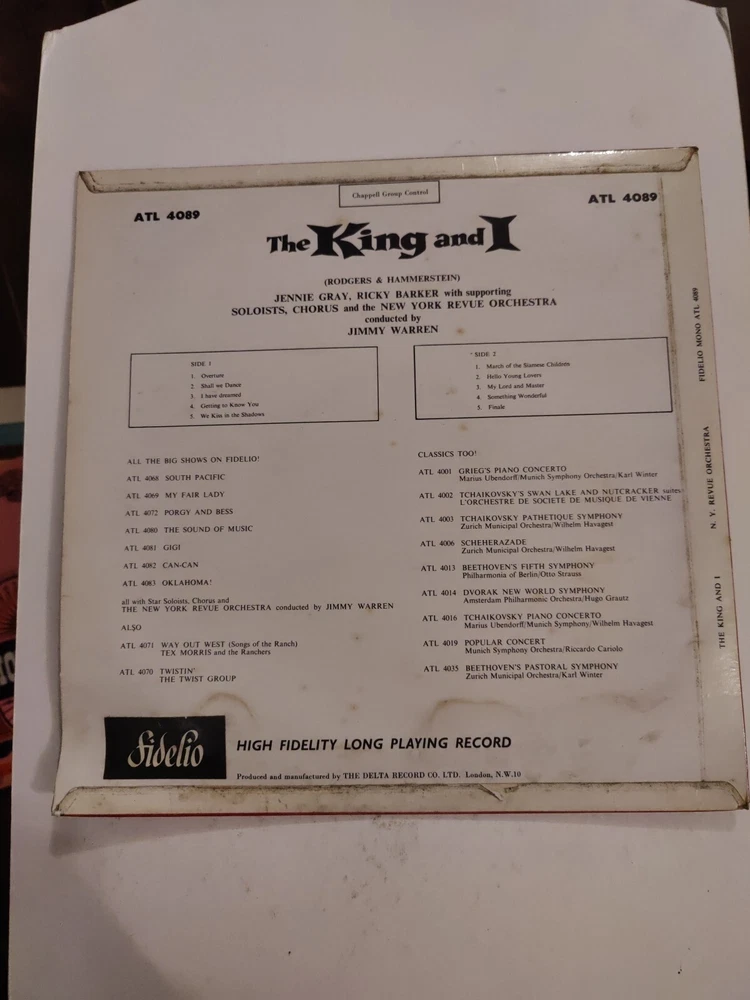 Chappell Group Control
ATL 4089
ATL 4089
The King and I
(RODGERS & HAMMERSTEIN)
JENNIE GRAY, RICKY BARKER with supporting
SOLOISTS, CHORUS and the NEW YORK REVUE ORCHESTRA
conducted by
JIMMY WARREN
SIDE 1
1. Overture
2. Shall we Dance
3. I have dreamed
4. Getting to Know You
5. We Kiss in the Shadows
SIDE 2
1. March of the Siamese Children
2. Hello Young Lovers
3. My Lord and Master
4. Something Wonderful
5. Finale
ALL THE BIG SHOWS ON FIDELIO!
ATL 4068 SOUTH PACIFIC
ATL 4069 MY FAIR LADY
ATL 4072 PORGY AND BESS
ATL 4080 THE SOUND OF MUSIC
ATL 4081 GIGI
ATL 4082 CAN-CAN
ATL 4083 OKLAHOMA!
all with Star Soloists, Chorus and
THE NEW YORK REVUE ORCHESTRA conducted by JIMMY WARREN
ALSO
ATL 4071 WAY OUT WEST (Songs of the Ranch)
TEX MORRIS and the Ranchers
ATL 4070 TWISTIN'
THE TWIST GROUP
CLASSICS TOO!
ATL 4001 GRIEG'S PIANO CONCERTO
Marius Ubendorff/Munich Symphony Orchestra/Karl Winter
ATL 4002 TCHAIKOVSKY'S SWAN LAKE AND NUTCRACKER suites
L'ORCHESTRE DE SOCIETE DE MUSIQUE DE VIENNE
ATL 4003 TCHAIKOVSKY PATHETIQUE SYMPHONY
Zurich Municipal Orchestra/Wilhelm Havagest
ATL 4006 SCHEHERAZADE
Zurich Municipal Orchestra/Wilhelm Havagest
ATL 4013 BEETHOVEN'S FIFTH SYMPHONY
Philharmonia of Berlin/Otto Strauss
ATL 4014 DVORAK NEW WORLD SYMPHONY
Amsterdam Philharmonic Orchestra/Hugo Grautz
ATL 4016 TCHAIKOVSKY PIANO CONCERTO
Marius Ubendorff/Munich Symphony/Wilhelm Havagest
ATL 4019 POPULAR CONCERT
Munich Symphony Orchestra/Riccardo Cariolo
ATL 4035 BEETHOVEN'S PASTORAL SYMPHONY
Zurich Municipal Orchestra/Karl Winter
Fidelio
HIGH FIDELITY LONG PLAYING RECORD
Produced and manufactured by THE DELTA RECORD CO. LTD. London, N.W.10
THE KING AND I N. Y. REVUE ORCHESTRA FIDELIO MONO ATL 4089